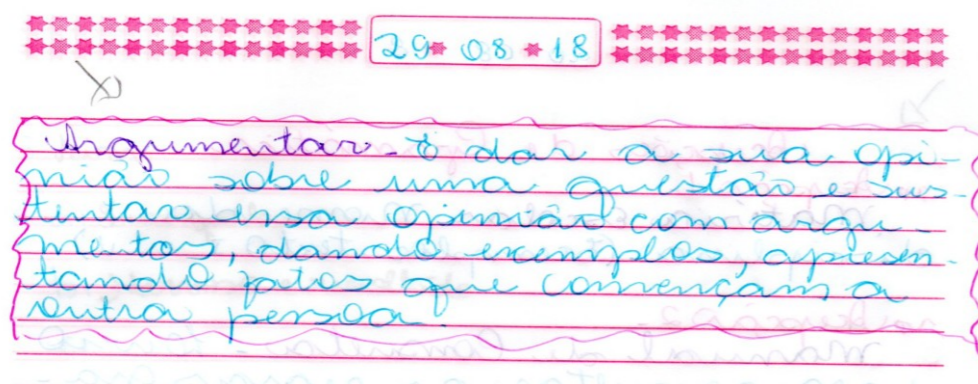 29 08 18
Argumentar - É dar a sua opi-
nião sobre uma questão e sus-
tentar essa opinião com argu-
mentos, dando exemplos, apresen-
tando fatos que convençam a
outra pessoa.